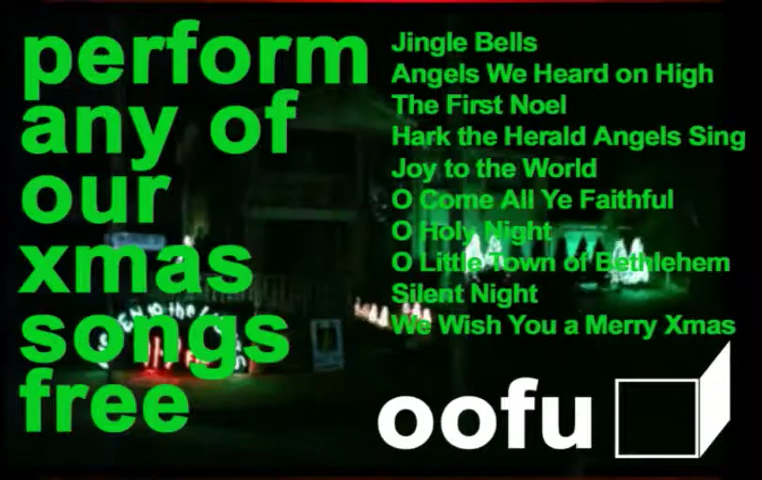 perform
any of
our
xmas
songs
free
Jingle Bells
Angels We Heard on High
The First Noel
Hark the Herald Angels Sing
Joy to the World
O Come All Ye Faithful
O Holy Night
O Little Town of Bethlehem
Silent Night
We Wish You a Merry Xmas
oofu
to the